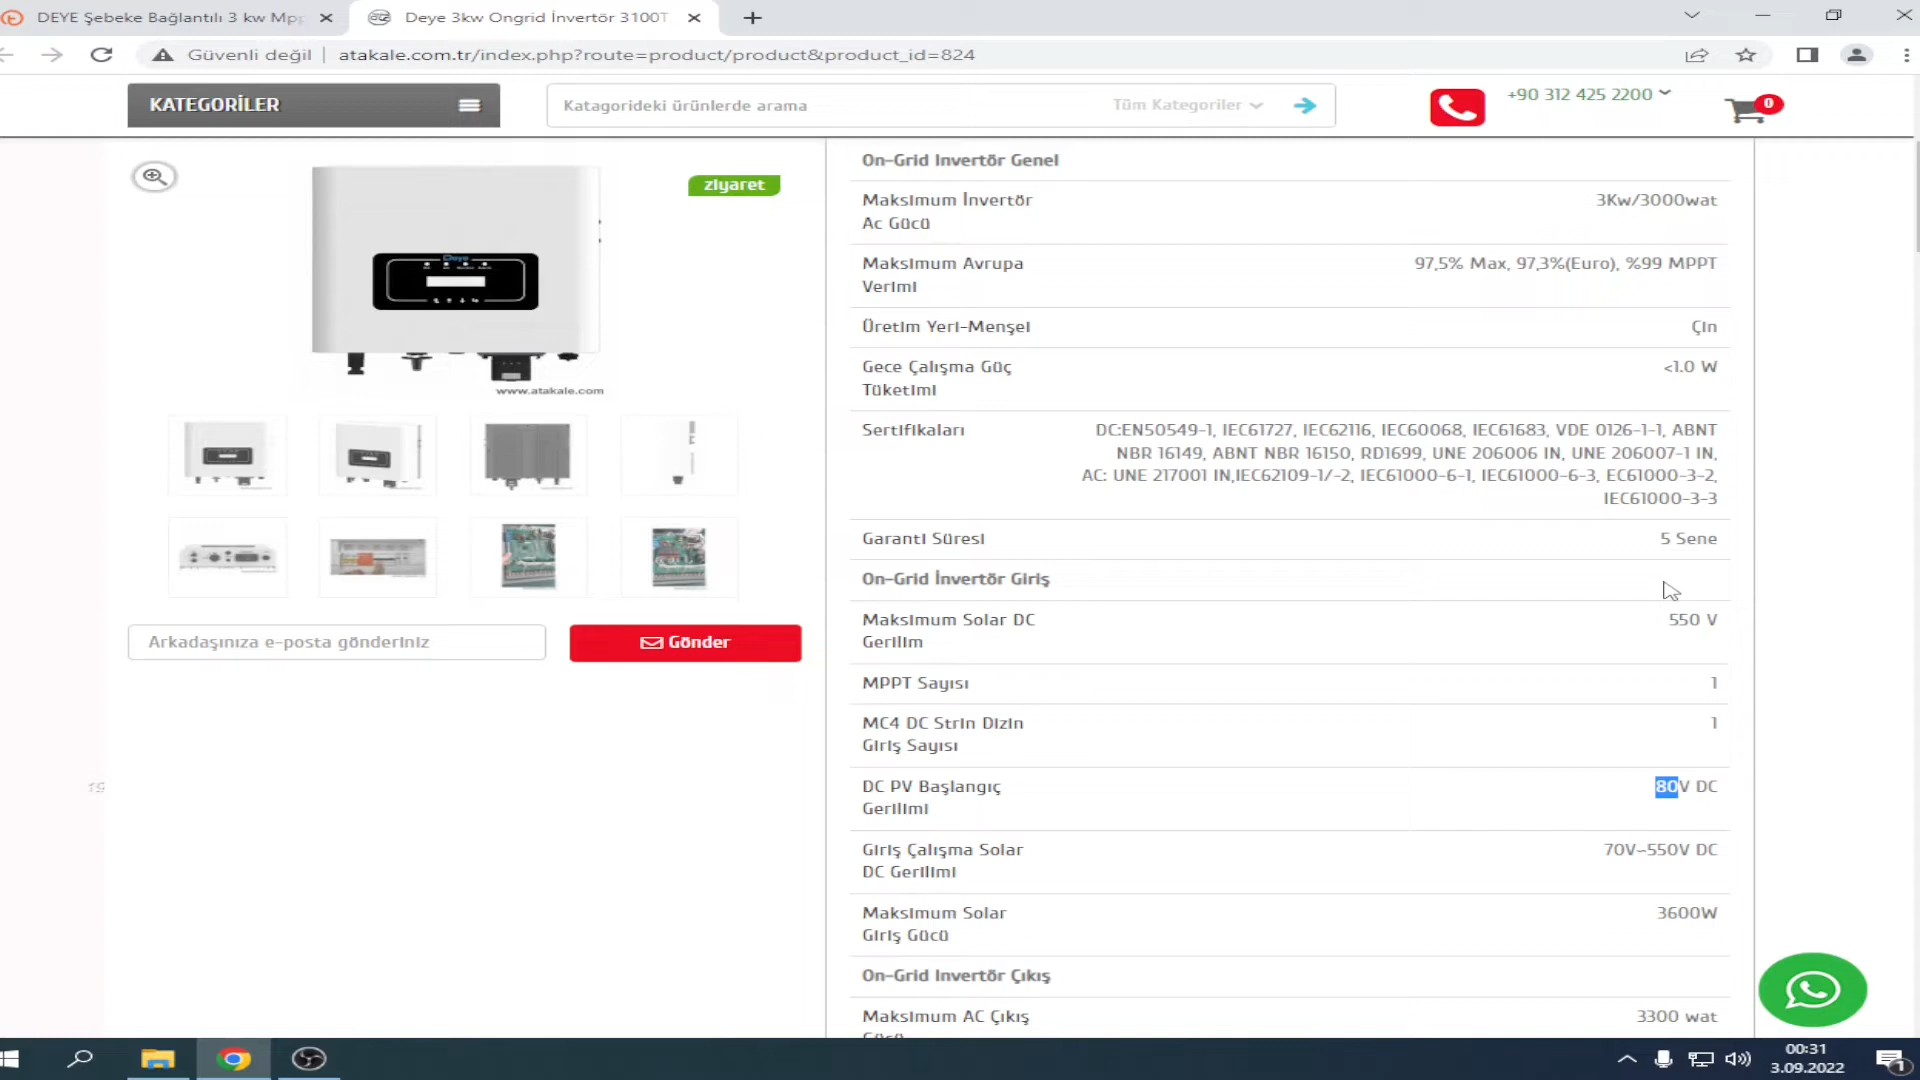 DEYE Şebeke Bağlantılı 3 kw Mpp
Deye 3kw Ongrid İnvertör 3100T
Güvenli değil
atakale.com.tr/index.php?route=product/product&product_id=824
KATEGORİLER
Katagorideki ürünlerde arama
Tüm Kategoriler
+90 312 425 2200
0
ziyaret
Deye
www.atakale.com
Arkadaşınıza e-posta gönderiniz
Gönder
On-Grid Invertör Genel
Maksimum İnvertör
Ac Gücü
3Kw/3000wat
Maksimum Avrupa
Verimi
97,5% Max, 97,3%(Euro), %99 MPPT
Üretim Yeri-Menşei
Çin
Gece Çalışma Güç
Tüketimi
<1.0 W
Sertifikaları
DC:EN50549-1, IEC61727, IEC62116, IEC60068, IEC61683, VDE 0126-1-1, ABNT
NBR 16149, ABNT NBR 16150, RD1699, UNE 206006 IN, UNE 206007-1 IN,
AC: UNE 217001 IN,IEC62109-1/-2, IEC61000-6-1, IEC61000-6-3, EC61000-3-2,
IEC61000-3-3
Garanti Süresi
5 Sene
On-Grid İnvertör Giriş
Maksimum Solar DC
Gerilim
550 V
MPPT Sayısı
1
MC4 DC Strin Dizin
Giriş Sayısı
1
DC PV Başlangıç
Gerilimi
80V DC
Giriş Çalışma Solar
DC Gerilimi
70V~550V DC
Maksimum Solar
Giriş Gücü
3600W
On-Grid Invertör Çıkış
Maksimum AC Çıkış
Gücü
3300 wat
00:31
3.09.2022
1